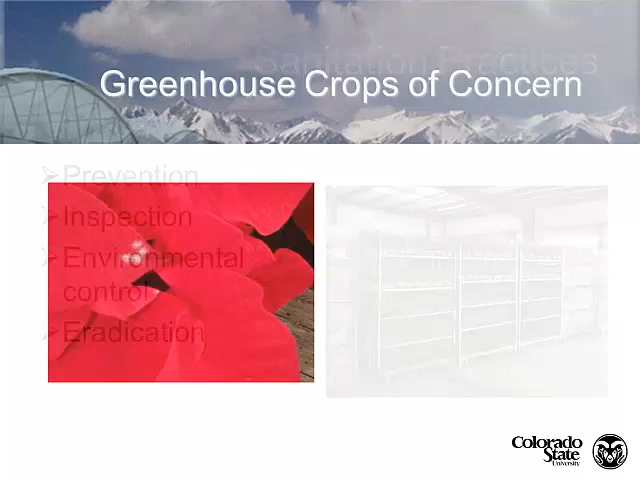 Sanitation Practices
Greenhouse Crops of Concern
➢Prevention
➢Inspection
➢Environmental
control
➢Eradication
Colorado
State
University